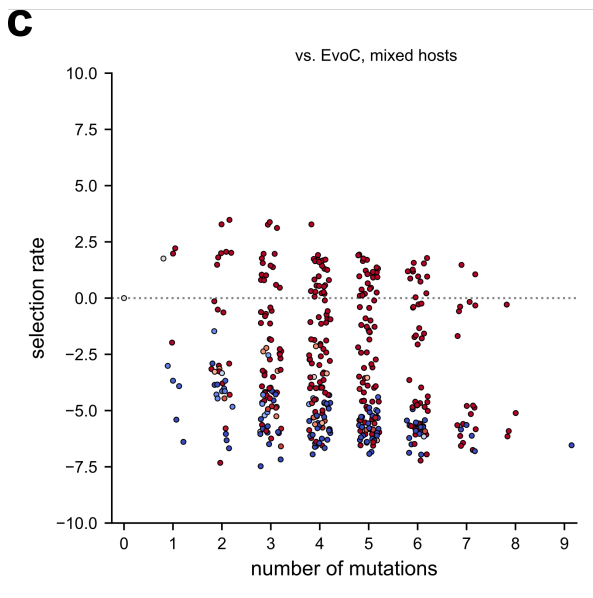 C
vs. EvoC, mixed hosts
10.0
7.5
5.0
2.5
0.0
−2.5
−5.0
−7.5
−10.0
selection rate
0 1 2 3 4 5 6 7 8 9
number of mutations